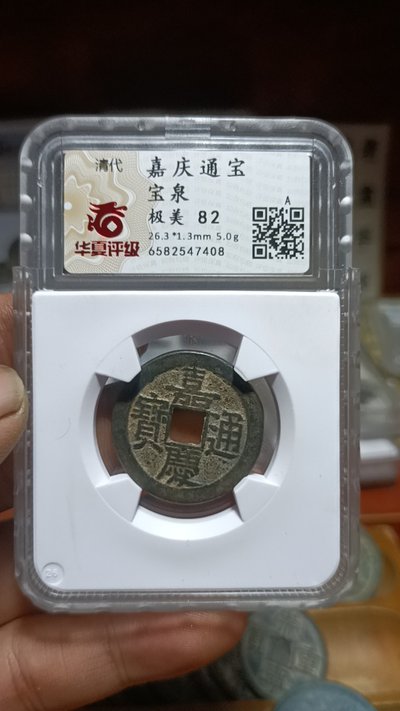 清代
嘉庆通宝
宝泉
极美 82
A
26.3*1.3mm 5.0g
6582547408
华夏评级
嘉
慶
通
寶